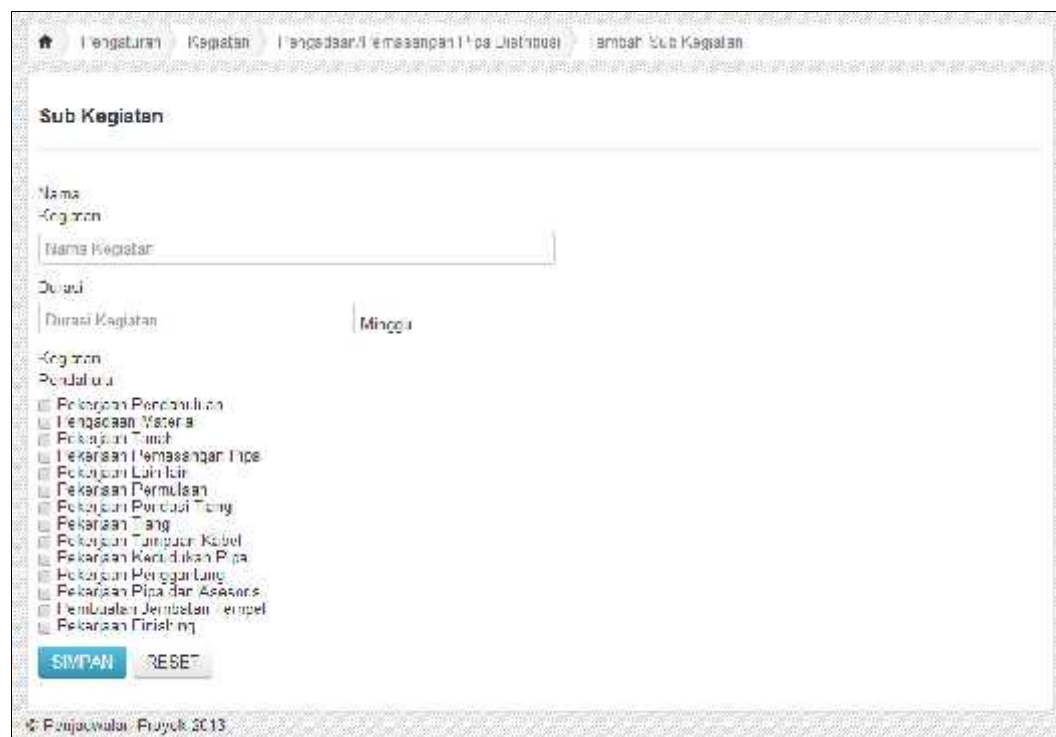 Pengaturan Kegiatan Pengadaan/Pemasangan Pipa Distribusi Tambah Sub Kegiatan
Sub Kegiatan
Nama
Kegiatan
Nama Kegiatan
Durasi
Durasi Kegiatan Minggu
Kegiatan
Pendahulu
Pekerjaan Pendahuluan
Pengadaan Material
Pekerjaan Tanah
Pekerjaan Pemasangan Pipa
Pekerjaan Lain-lain
Pekerjaan Permulaan
Pekerjaan Pondasi Tiang
Pekerjaan Tiang
Pekerjaan Tumpuan Kabel
Pekerjaan Kedudukan Pipa
Pekerjaan Penggantung
Pekerjaan Pipa dan Asesoris
Pembuatan Jembatan Tempel
Pekerjaan Finishing
SIMPAN RESET
© Penjadwalan Proyek 2013